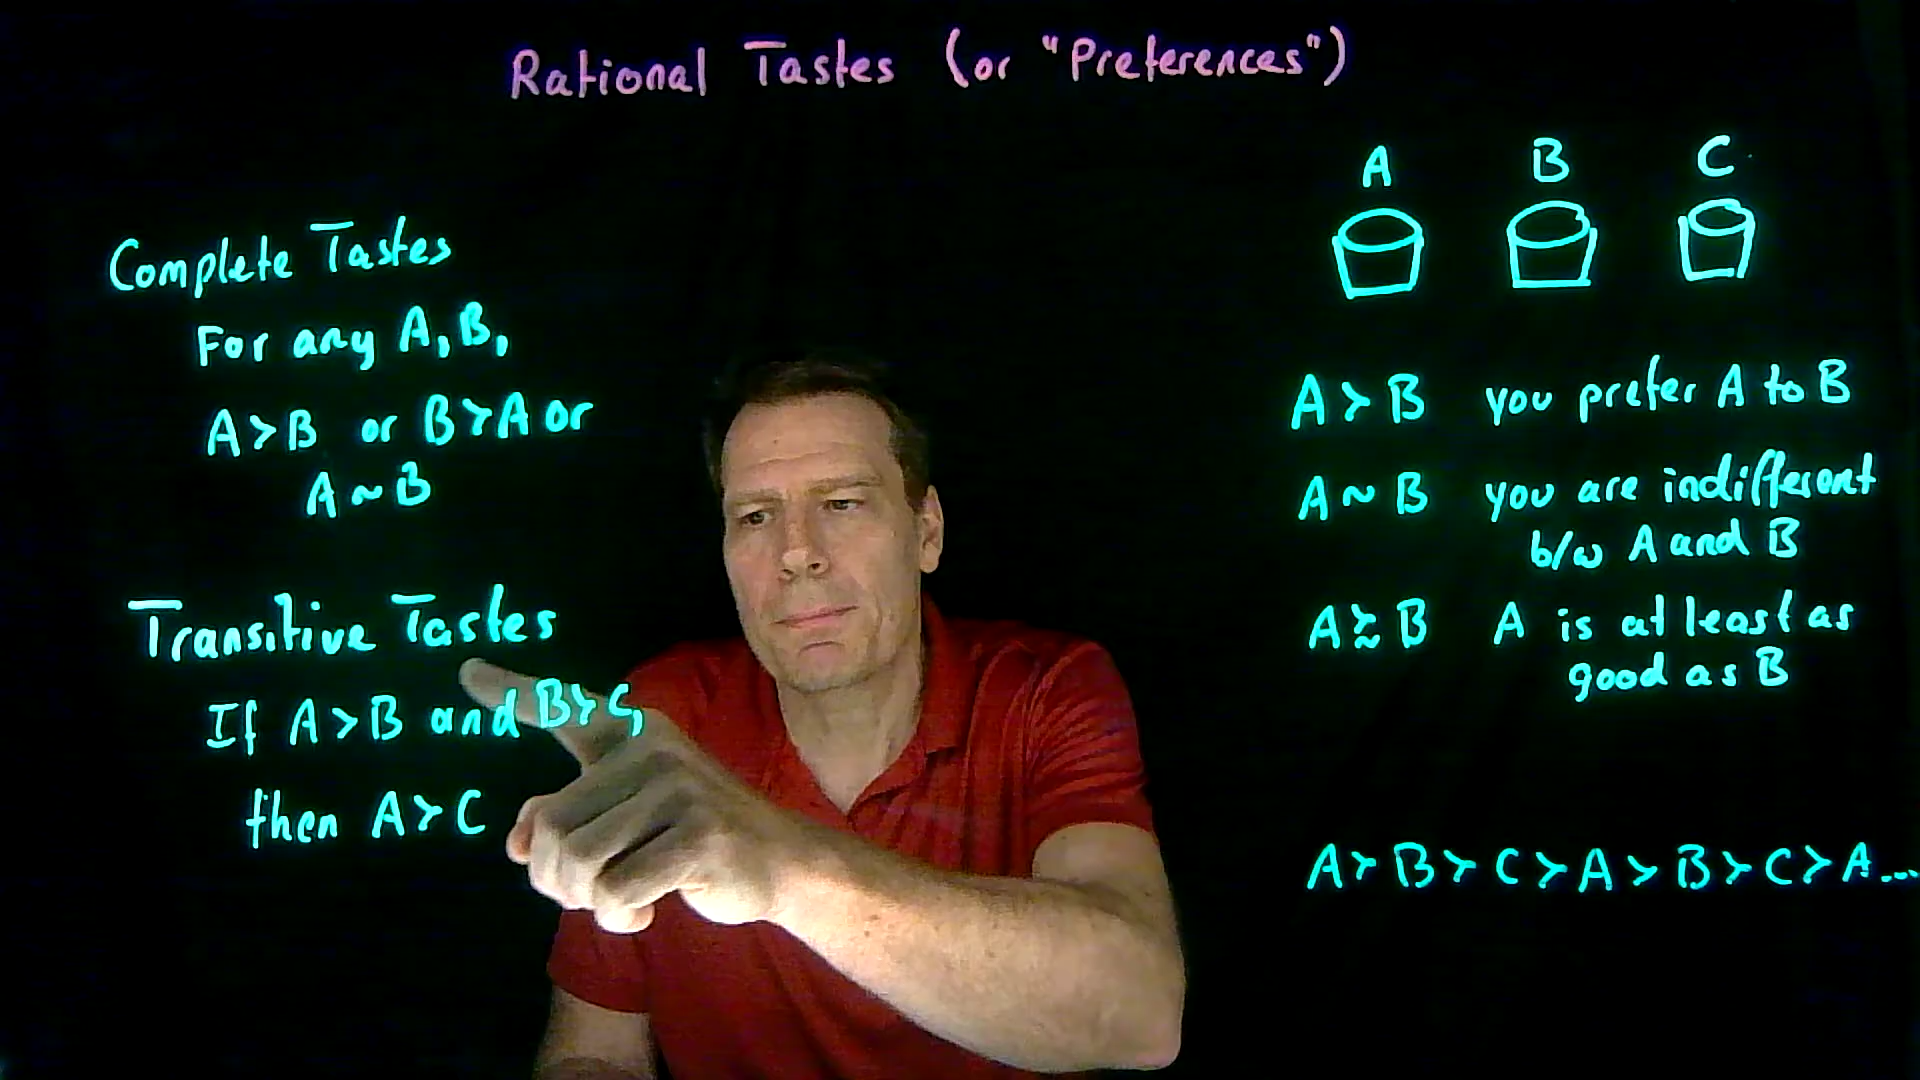 Rational Tastes (or "Preferences")
Complete Tastes
For any A, B,
A ≻ B or B ≻ A or
A ~ B
Transitive Tastes
If A ≻ B and B ≻ C,
then A ≻ C
A B C
A ≻ B you prefer A to B
A ~ B you are indifferent
b/w A and B
A ≿ B A is at least as
good as B
A ≻ B ≻ C ≻ A ≻ B ≻ C ≻ A ...